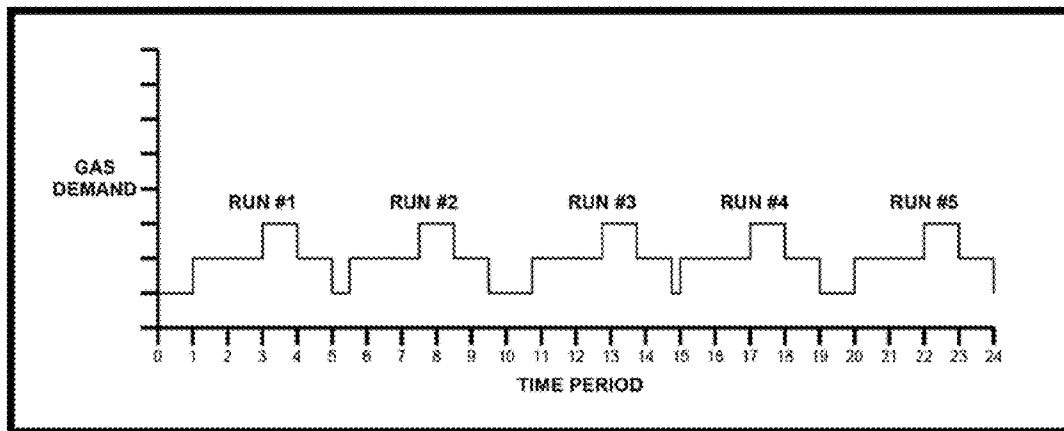 GAS
DEMAND
RUN #1 RUN #2 RUN #3 RUN #4 RUN #5
0 1 2 3 4 5 6 7 8 9 10 11 12 13 14 15 16 17 18 19 20 21 22 23 24
TIME PERIOD